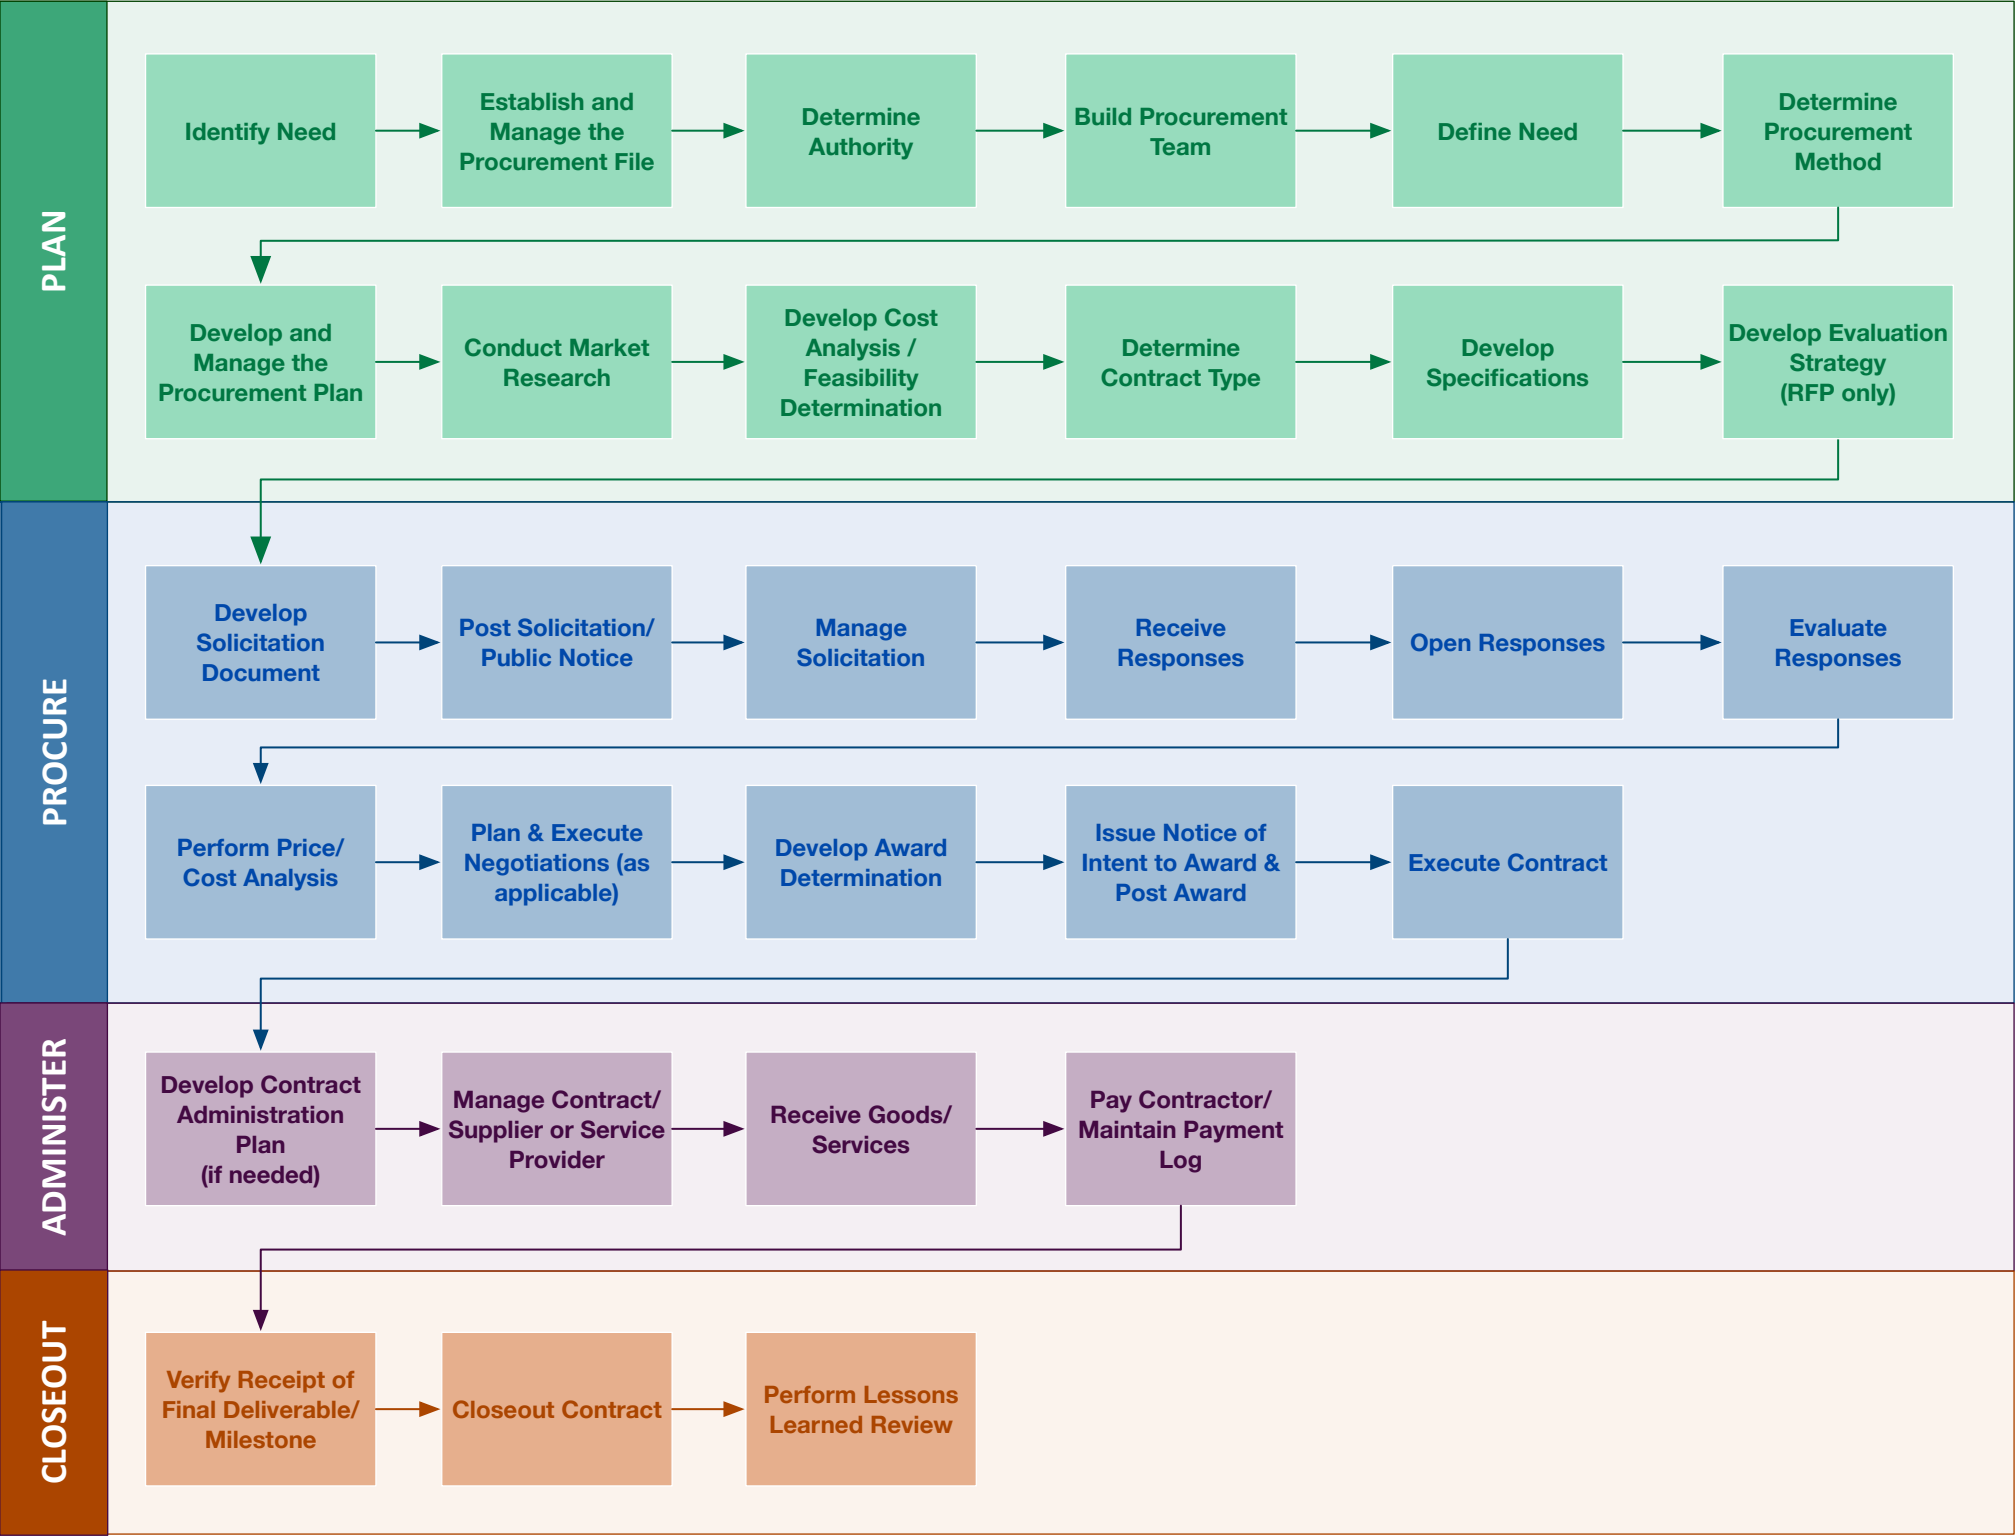 PLAN
Identify Need
Establish and
Manage the
Procurement File
Determine
Authority
Build Procurement
Team
Define Need
Determine
Procurement
Method
Develop and
Manage the
Procurement Plan
Conduct Market
Research
Develop Cost
Analysis /
Feasibility
Determination
Determine
Contract Type
Develop
Specifications
Develop Evaluation
Strategy
(RFP only)
PROCURE
Develop
Solicitation
Document
Post Solicitation/
Public Notice
Manage
Solicitation
Receive
Responses
Open Responses
Evaluate
Responses
Perform Price/
Cost Analysis
Plan & Execute
Negotiations (as
applicable)
Develop Award
Determination
Issue Notice of
Intent to Award &
Post Award
Execute Contract
ADMINISTER
Develop Contract
Administration
Plan
(if needed)
Manage Contract/
Supplier or Service
Provider
Receive Goods/
Services
Pay Contractor/
Maintain Payment
Log
CLOSEOUT
Verify Receipt of
Final Deliverable/
Milestone
Closeout Contract
Perform Lessons
Learned Review